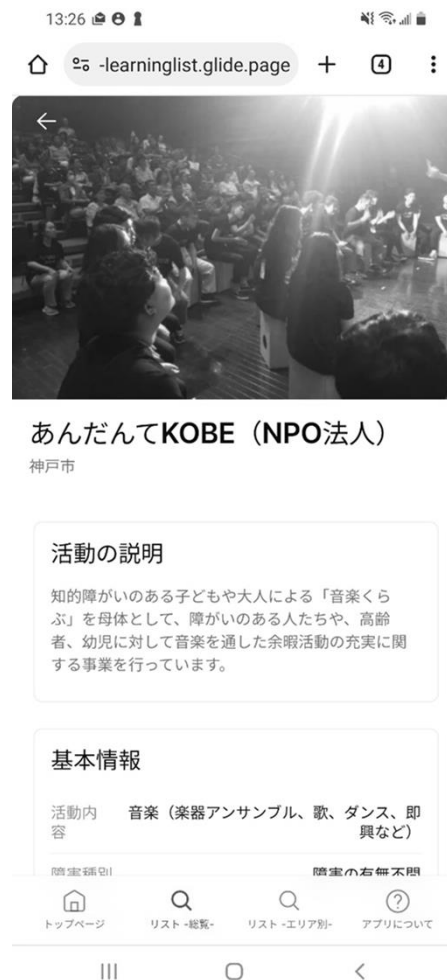 13:26
-learninglist.glide.page
4
あんだんてKOBE（NPO法人）
神戸市
活動の説明
知的障がいのある子どもや大人による「音楽くら
ぶ」を母体として、障がいのある人たちや、高齢
者、幼児に対して音楽を通した余暇活動の充実に関
する事業を行っています。
基本情報
活動内 音楽（楽器アンサンブル、歌、ダンス、即
容 興など）
障害種別 障害の有無不問
トップページ リスト -総覧- リスト -エリア別- アプリについて